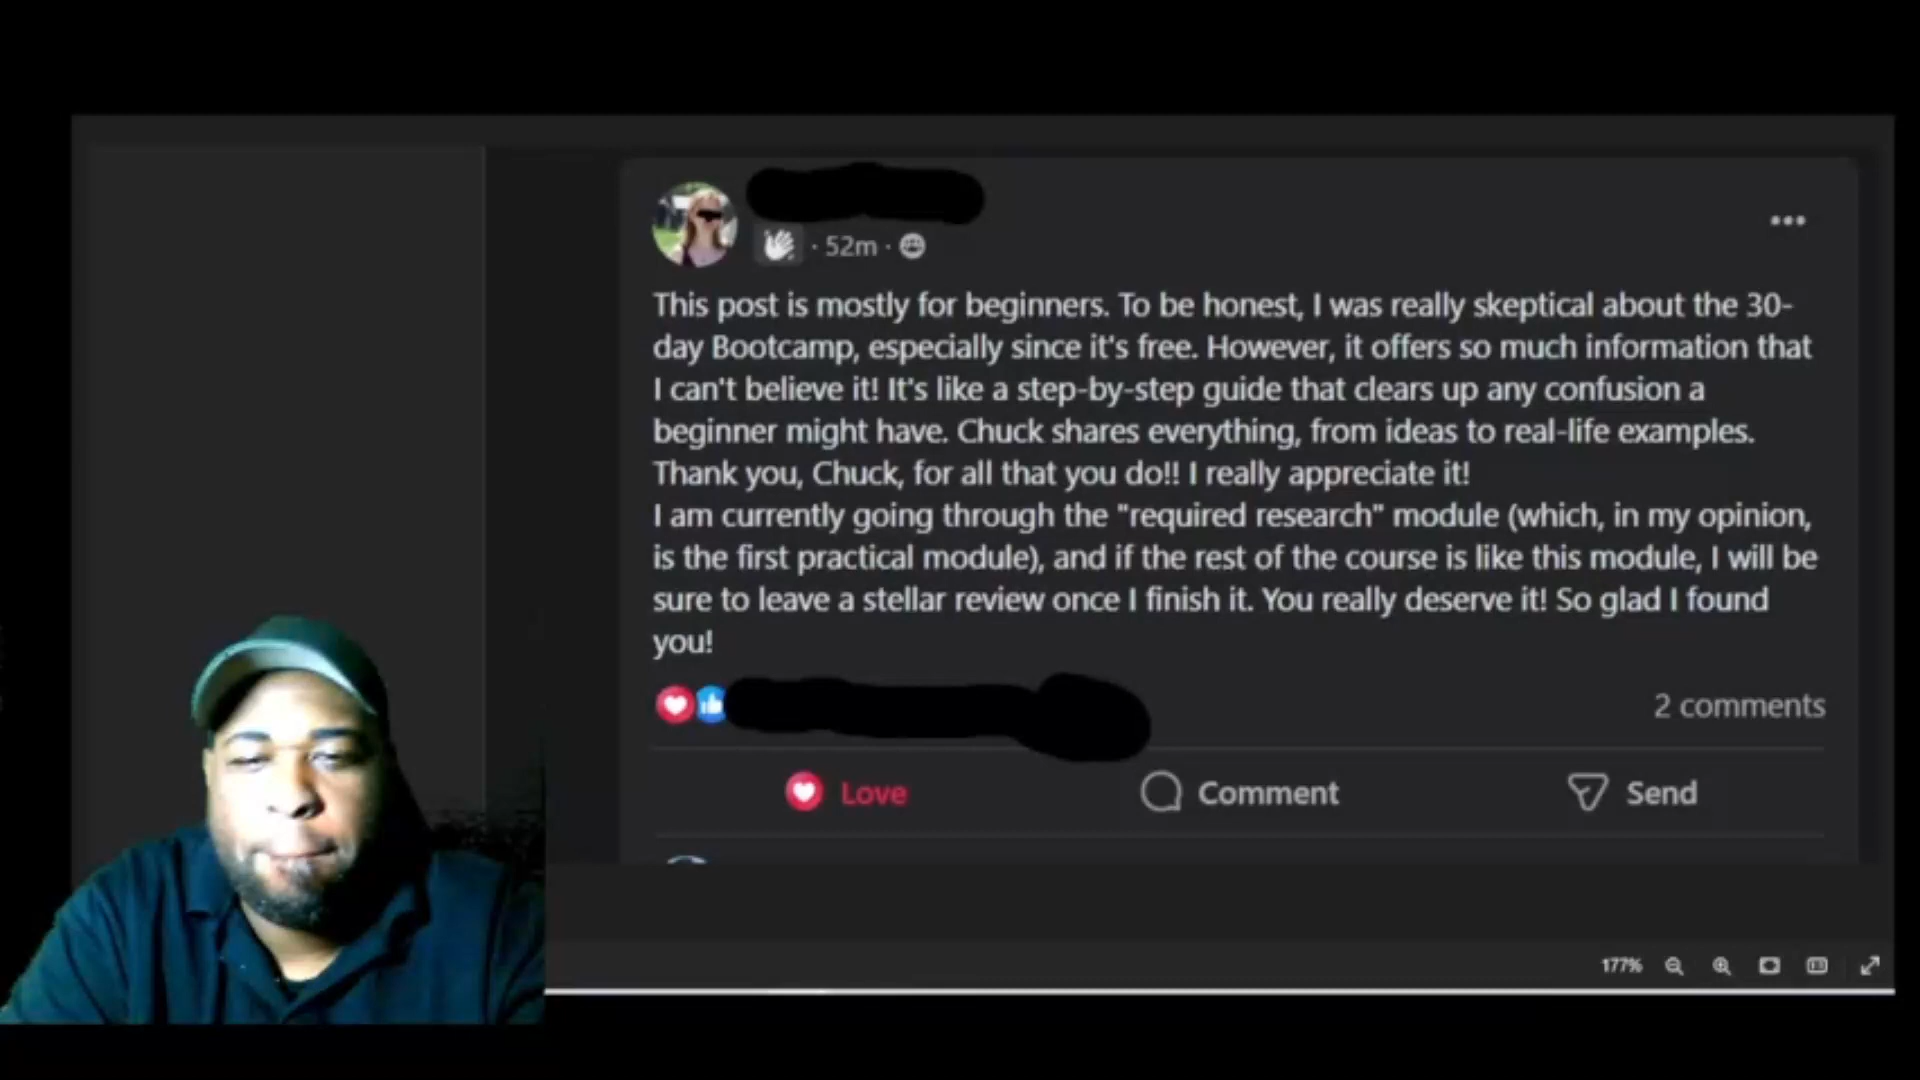 · 52m ·
This post is mostly for beginners. To be honest, I was really skeptical about the 30-
day Bootcamp, especially since it's free. However, it offers so much information that
I can't believe it! It's like a step-by-step guide that clears up any confusion a
beginner might have. Chuck shares everything, from ideas to real-life examples.
Thank you, Chuck, for all that you do!! I really appreciate it!
I am currently going through the "required research" module (which, in my opinion,
is the first practical module), and if the rest of the course is like this module, I will be
sure to leave a stellar review once I finish it. You really deserve it! So glad I found
you!
2 comments
Love Comment Send
177%